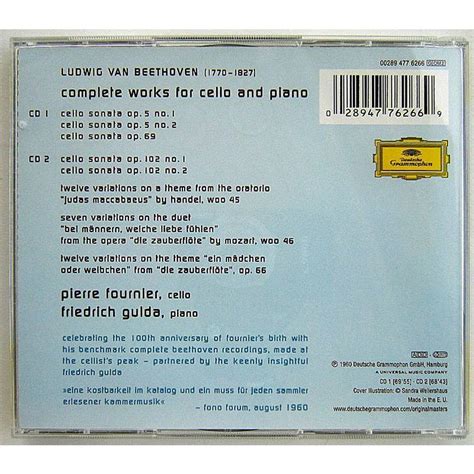 00289 477 6266
LUDWIG VAN BEETHOVEN (1770–1827)
complete works for cello and piano
CD 1 cello sonata op. 5 no. 1
cello sonata op. 5 no. 2
cello sonata op. 69
0 28947 76266 9
CD 2 cello sonata op. 102 no. 1
cello sonata op. 102 no. 2
Deutsche
Grammophon
twelve variations on a theme from the oratorio
"judas maccabaeus" by handel, woo 45
seven variations on the duet
"bei männern, welche liebe fühlen"
from the opera "die zauberflöte" by mozart, woo 46
twelve variations on the theme "ein mädchen
oder weibchen" from "die zauberflöte", op. 66
pierre fournier, cello
friedrich gulda, piano
celebrating the 100th anniversary of fournier's birth with
his benchmark complete beethoven recordings, made at
the cellist's peak – partnered by the keenly insightful
friedrich gulda
»eine kostbarkeit im katalog und ein muss für jeden sammler
erlesener kammermusik« – fono forum, august 1960
℗ 1960 Deutsche Grammophon GmbH, Hamburg
A UNIVERSAL MUSIC COMPANY
CD 1 [69'55] · CD 2 [68'43]
Cover Illustration: © Sandra Wellershaus
Made in the E. U.
www.deutschegrammophon.com/originalmasters